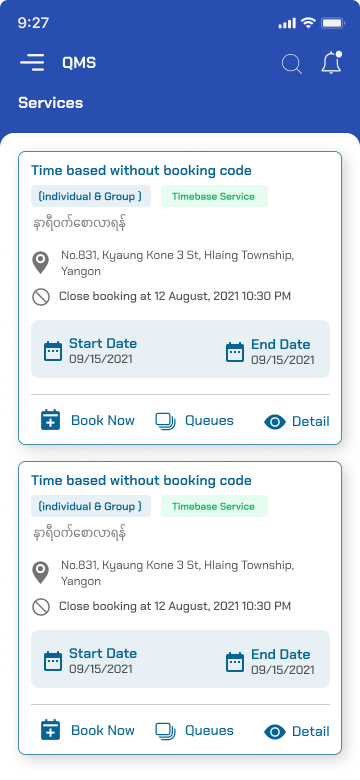 9:27
QMS
Services
Time based without booking code
(individual & Group )
Timebase Service
နာရီဝက်စောလာရန်
No.831, Kyaung Kone 3 St, Hlaing Township,
Yangon
Close booking at 12 August, 2021 10:30 PM
Start Date
End Date
09/15/2021
09/15/2021
Book Now
Queues
Detail
Time based without booking code
(individual & Group )
Timebase Service
နာရီဝက်စောလာရန်
No.831, Kyaung Kone 3 St, Hlaing Township,
Yangon
Close booking at 12 August, 2021 10:30 PM
Start Date
End Date
09/15/2021
09/15/2021
Book Now
Queues
Detail